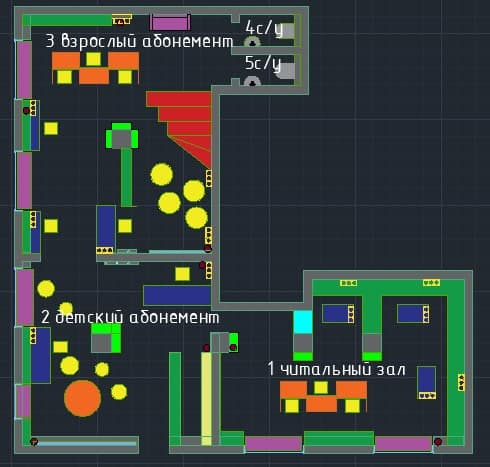 4с/у
3 взрослый абонемент
5с/у
2 детский абонемент
1 читальный зал